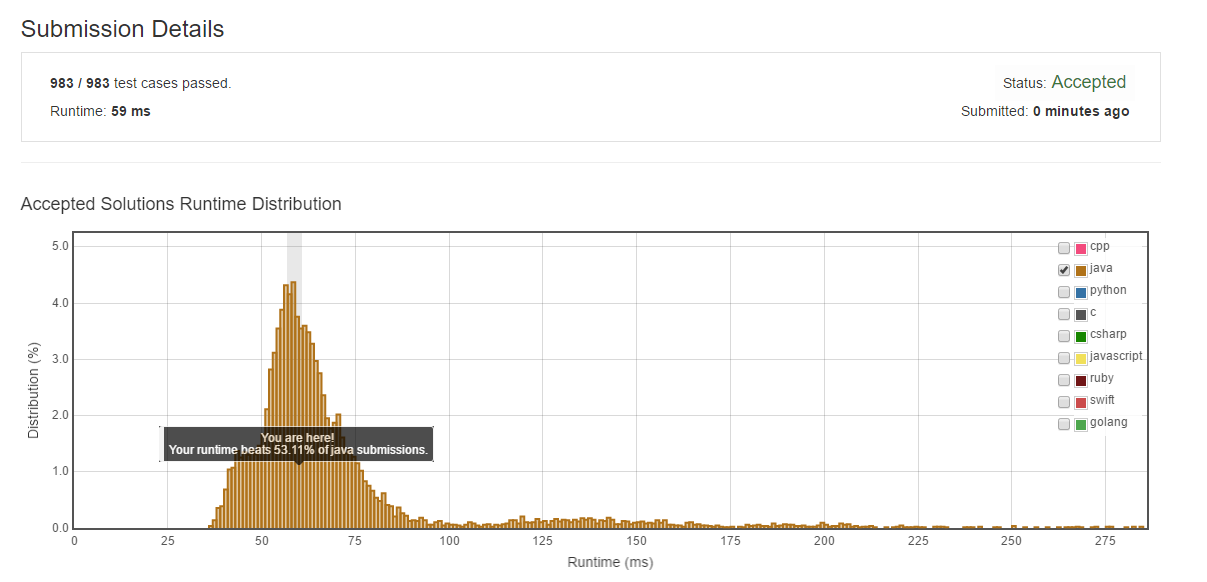 Submission Details
983 / 983 test cases passed.
Status: Accepted
Runtime: 59 ms
Submitted: 0 minutes ago
Accepted Solutions Runtime Distribution
5.0
4.0
3.0
2.0
1.0
0.0
Distribution (%)
cpp
java
python
c
csharp
javascript
ruby
swift
golang
You are here!
Your runtime beats 53.11% of java submissions.
0 25 50 75 100 125 150 175 200 225 250 275
Runtime (ms)